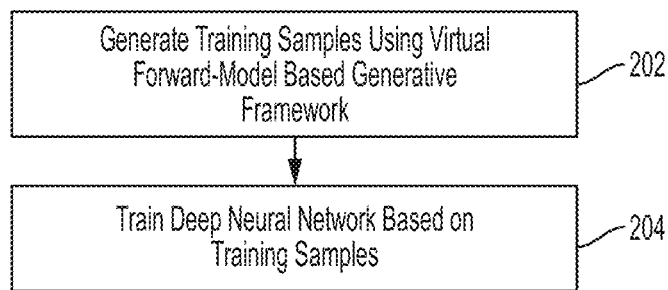 Generate Training Samples Using Virtual
Forward-Model Based Generative
Framework
202
Train Deep Neural Network Based on
Training Samples
204